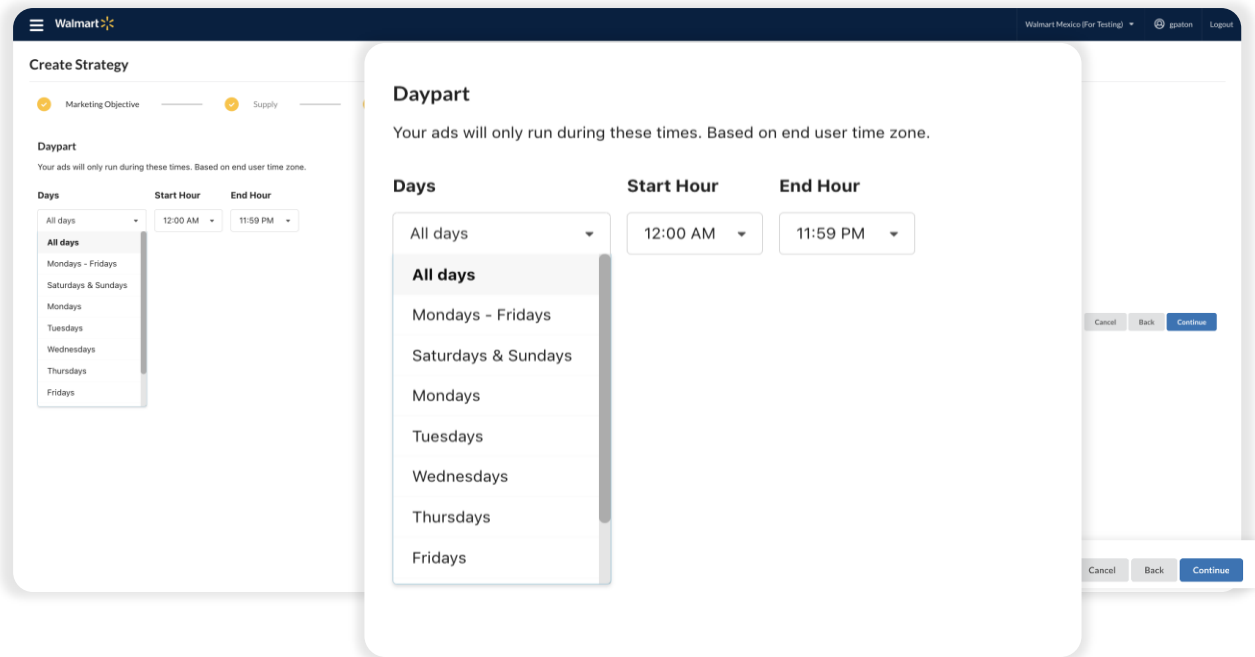 Walmart
Walmart Mexico (For Testing)
gpaton
Logout
Create Strategy
Marketing Objective
Supply
Daypart
Your ads will only run during these times. Based on end user time zone.
Days Start Hour End Hour
All days 12:00 AM 11:59 PM
All days
Mondays - Fridays
Saturdays & Sundays
Mondays
Tuesdays
Wednesdays
Thursdays
Fridays
Daypart
Your ads will only run during these times. Based on end user time zone.
Days Start Hour End Hour
All days 12:00 AM 11:59 PM
All days
Mondays - Fridays
Saturdays & Sundays
Mondays
Tuesdays
Wednesdays
Thursdays
Fridays
Cancel Back Continue
Cancel Back Continue